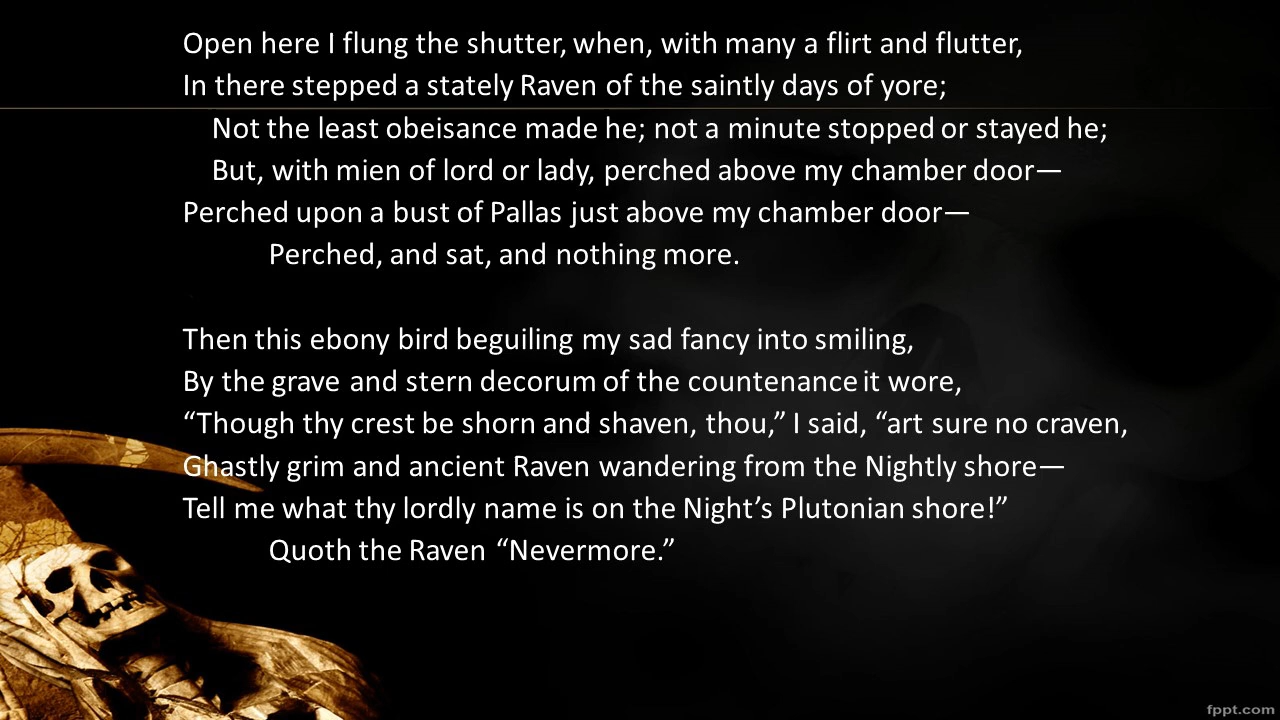 Open here I flung the shutter, when, with many a flirt and flutter,
In there stepped a stately Raven of the saintly days of yore;
Not the least obeisance made he; not a minute stopped or stayed he;
But, with mien of lord or lady, perched above my chamber door—
Perched upon a bust of Pallas just above my chamber door—
Perched, and sat, and nothing more.

Then this ebony bird beguiling my sad fancy into smiling,
By the grave and stern decorum of the countenance it wore,
“Though thy crest be shorn and shaven, thou,” I said, “art sure no craven,
Ghastly grim and ancient Raven wandering from the Nightly shore—
Tell me what thy lordly name is on the Night’s Plutonian shore!”
Quoth the Raven “Nevermore.”
fppt.com